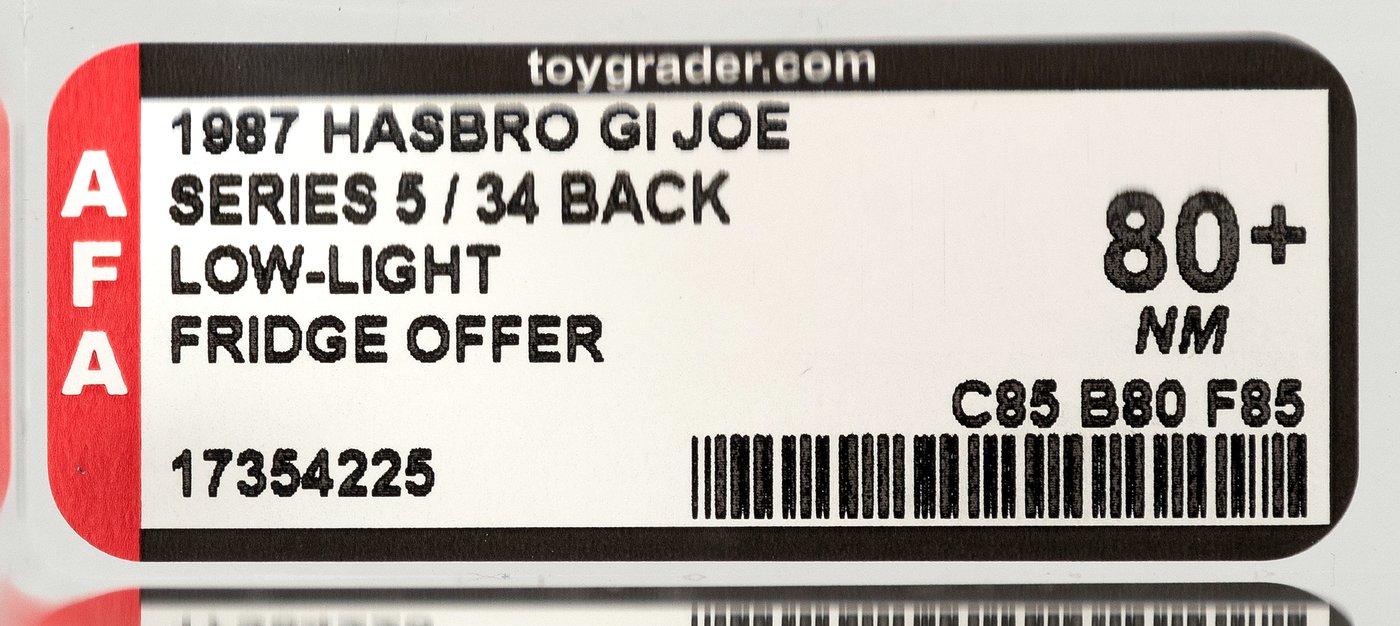 toygrader.com
AFA
1987 HASBRO GI JOE
SERIES 5 / 34 BACK
LOW-LIGHT
FRIDGE OFFER
80+
NM
C85 B80 F85
17354225